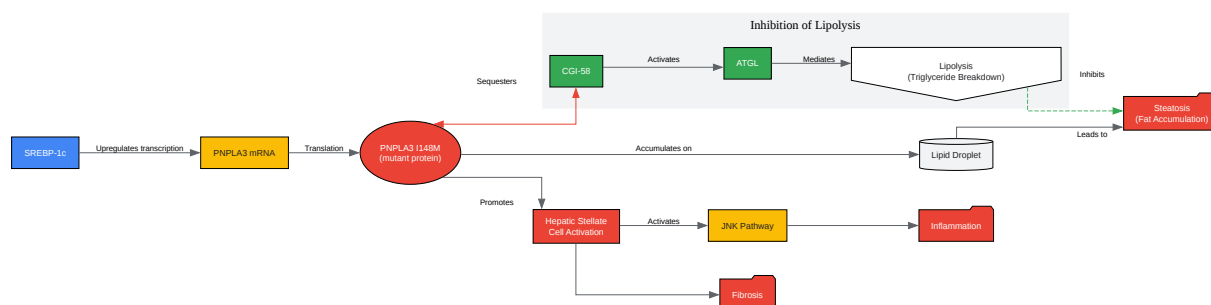 Inhibition of Lipolysis
CGI-58
Activates
ATGL
Mediates
Lipolysis
(Triglyceride Breakdown)
Sequesters
Inhibits
Steatosis
(Fat Accumulation)
SREBP-1c
Upregulates transcription
PNPLA3 mRNA
Translation
PNPLA3 I148M
(mutant protein)
Accumulates on
Lipid Droplet
Leads to
Promotes
Hepatic Stellate
Cell Activation
Activates
JNK Pathway
Inflammation
Fibrosis